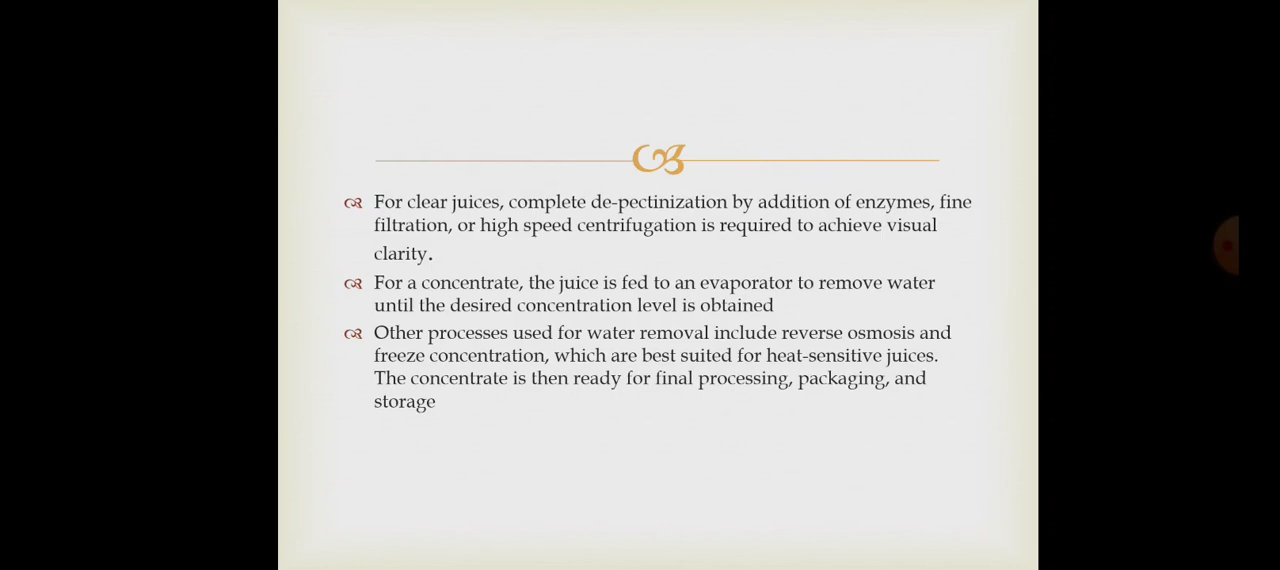 For clear juices, complete de-pectinization by addition of enzymes, fine
filtration, or high speed centrifugation is required to achieve visual
clarity.
For a concentrate, the juice is fed to an evaporator to remove water
until the desired concentration level is obtained
Other processes used for water removal include reverse osmosis and
freeze concentration, which are best suited for heat-sensitive juices.
The concentrate is then ready for final processing, packaging, and
storage